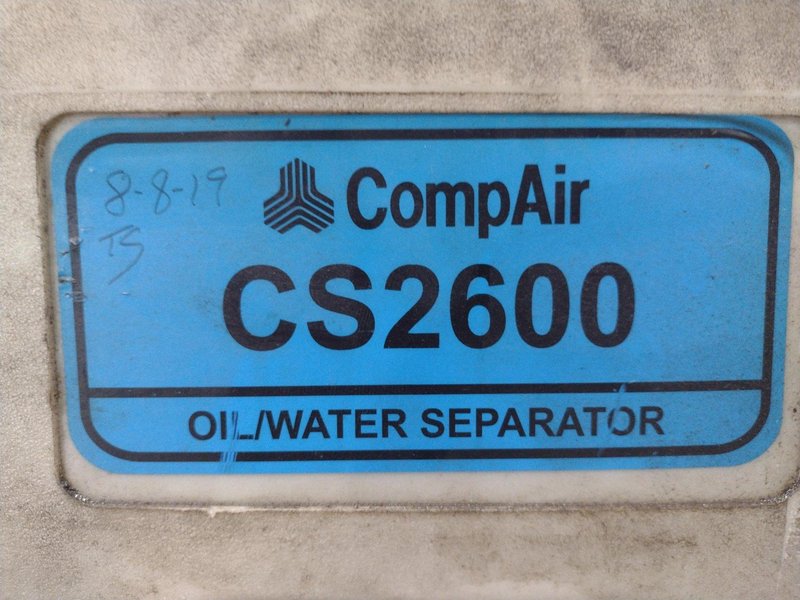 8-8-19
TS
CompAir
CS2600
OIL/WATER SEPARATOR